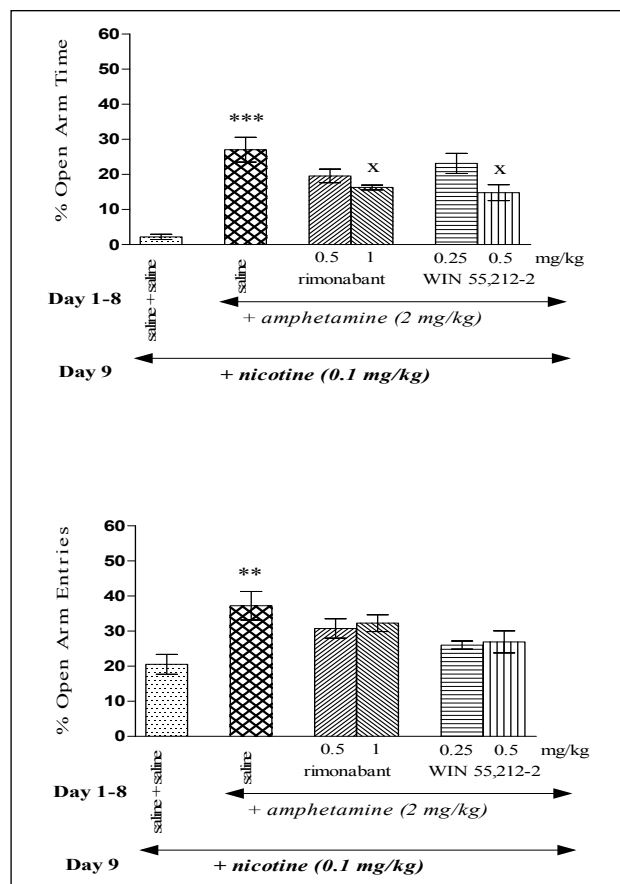 % Open Arm Time
60
50
40
30
20
10
0
***
x
x
saline + saline
saline
0.5 1 0.25 0.5 mg/kg
rimonabant WIN 55,212-2
Day 1-8
+ amphetamine (2 mg/kg)
Day 9 + nicotine (0.1 mg/kg)
% Open Arm Entries
60
50
40
30
20
10
0
**
saline + saline
saline
0.5 1 0.25 0.5 mg/kg
rimonabant WIN 55,212-2
Day 1-8
+ amphetamine (2 mg/kg)
Day 9 + nicotine (0.1 mg/kg)